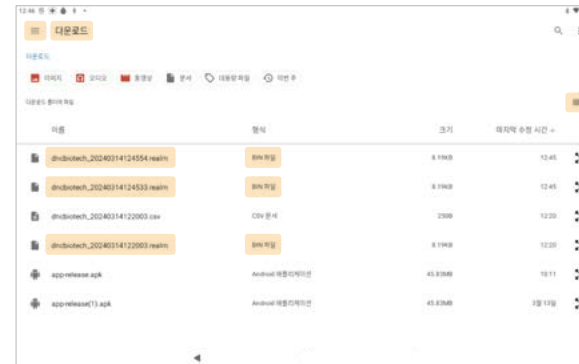 12:46
다운로드
다운로드
이미지 오디오 동영상 문서 대용량 파일 이번 주
다운로드 폴더의 파일
이름 형식 크기 마지막 수정 시간
dncbiotech_20240314124554.realm BIN 파일 8.19KB 12:45
dncbiotech_20240314124533.realm BIN 파일 8.19KB 12:45
dncbiotech_20240314122003.csv CSV 문서 250B 12:20
dncbiotech_20240314122003.realm BIN 파일 8.19KB 12:20
app-release.apk Android 애플리케이션 45.83MB 10:11
app-release(1).apk Android 애플리케이션 45.83MB 3월 13일